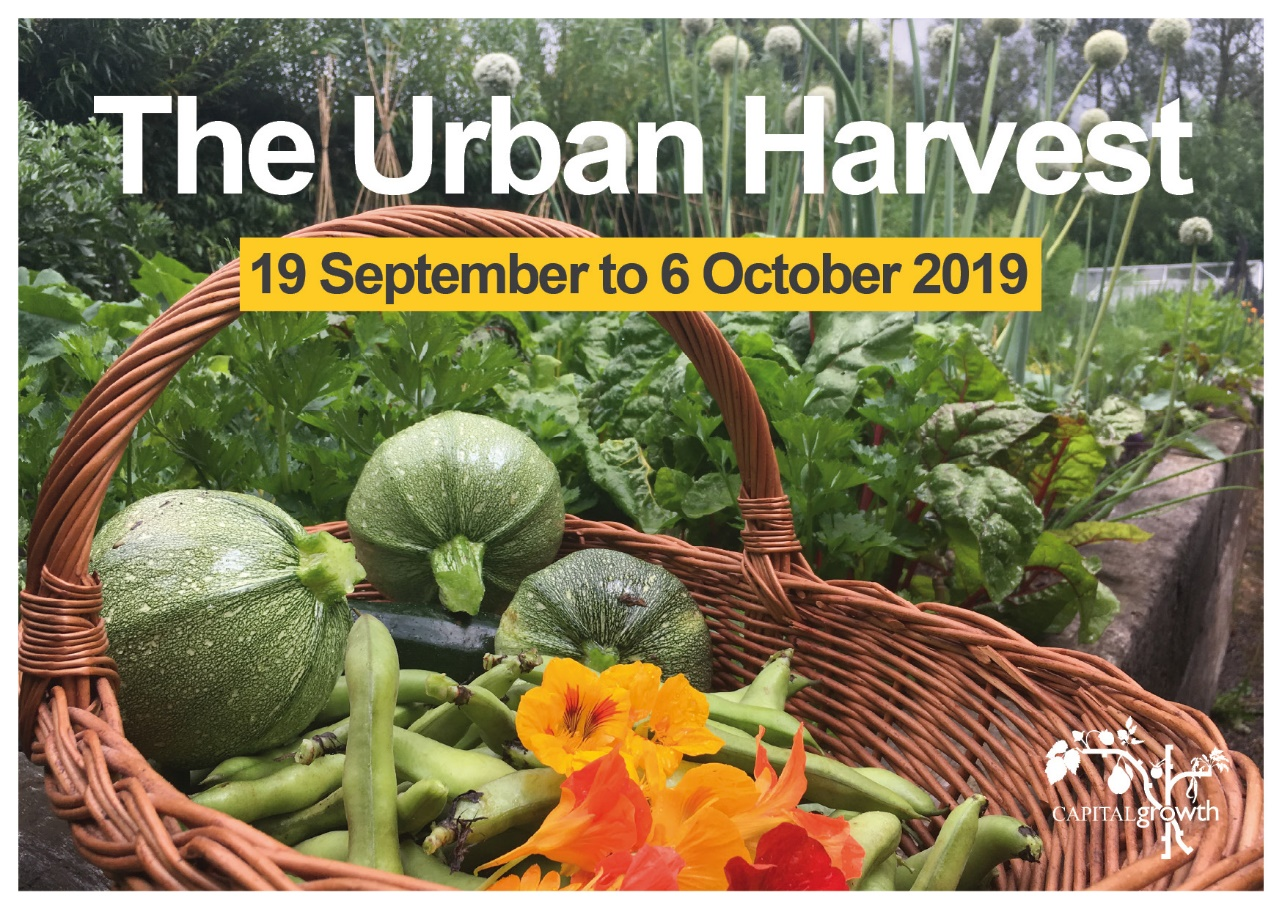 The Urban Harvest
19 September to 6 October 2019
CAPITALgrowth